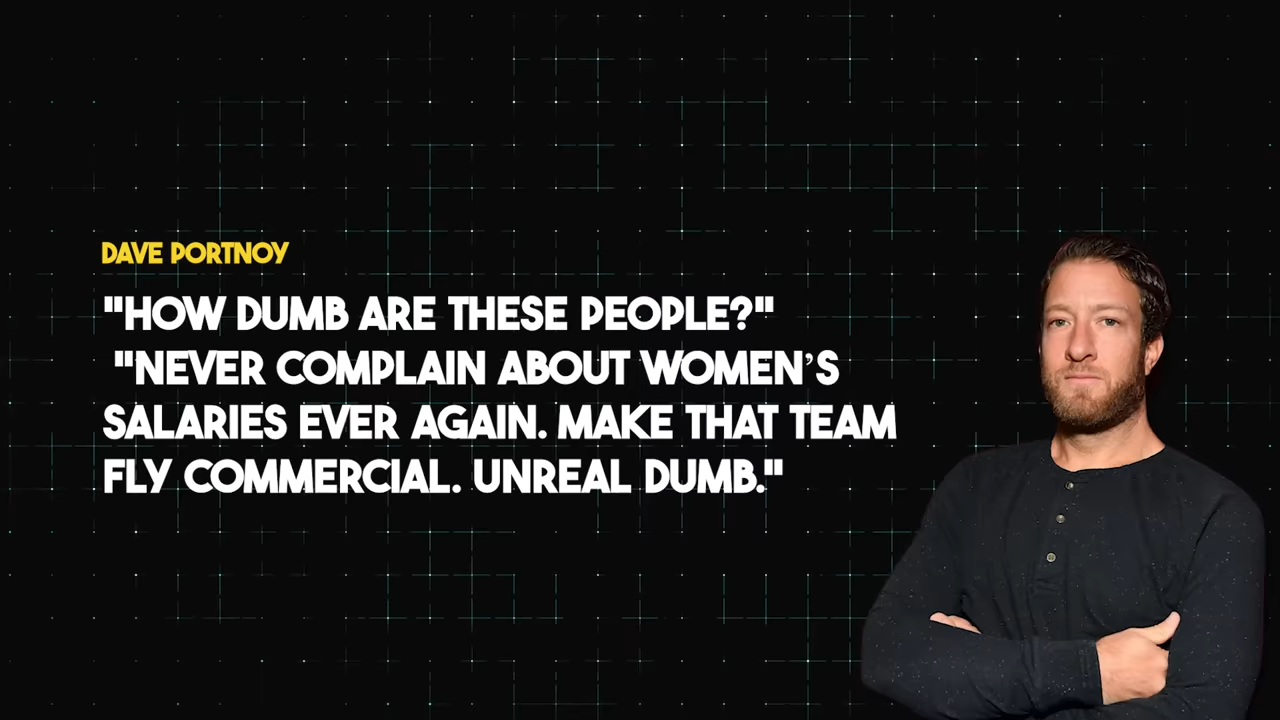 DAVE PORTNOY
"HOW DUMB ARE THESE PEOPLE?"
"NEVER COMPLAIN ABOUT WOMEN'S
SALARIES EVER AGAIN. MAKE THAT TEAM
FLY COMMERCIAL. UNREAL DUMB."